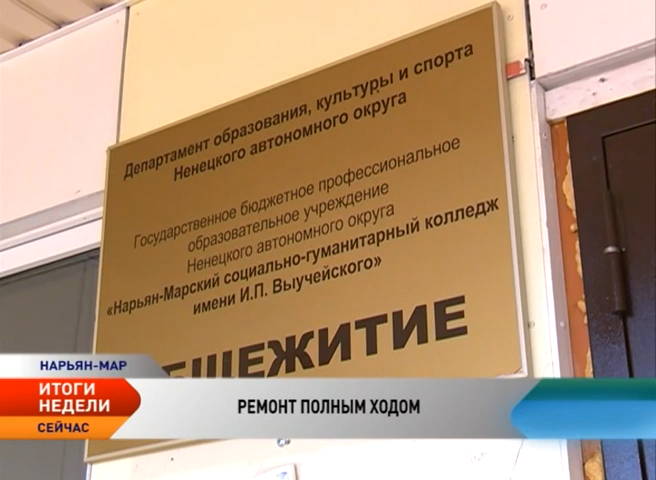 Департамент образования, культуры и спорта
Ненецкого автономного округа
Государственное бюджетное профессиональное
образовательное учреждение
Ненецкого автономного округа
«Нарьян-Марский социально-гуманитарный колледж
имени И.П. Выучейского»
ОБЩЕЖИТИЕ
НАРЬЯН-МАР
ИТОГИ
НЕДЕЛИ
СЕЙЧАС
РЕМОНТ ПОЛНЫМ ХОДОМ